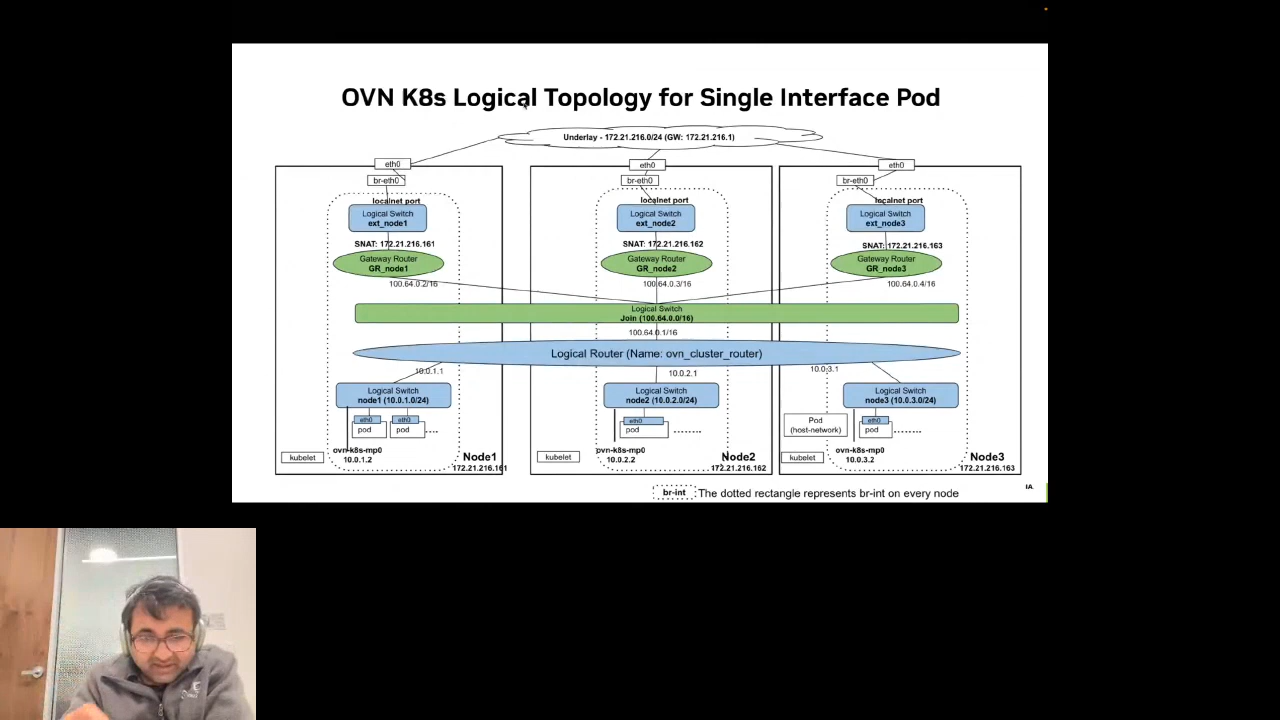 OVN K8s Logical Topology for Single Interface Pod
Underlay - 172.21.216.0/24 (GW: 172.21.216.1)
eth0
eth0
eth0
br-eth0
br-eth0
br-eth0
localnet port
localnet port
localnet port
Logical Switch
ext_node1
Logical Switch
ext_node2
Logical Switch
ext_node3
SNAT: 172.21.216.161
SNAT: 172.21.216.162
SNAT: 172.21.216.163
Gateway Router
GR_node1
Gateway Router
GR_node2
Gateway Router
GR_node3
100.64.0.2/16
100.64.0.3/16
100.64.0.4/16
Logical Switch
Join (100.64.0.0/16)
100.64.0.1/16
Logical Router (Name: ovn_cluster_router)
10.0.1.1
10.0.2.1
10.0.3.1
Logical Switch
node1 (10.0.1.0/24)
Logical Switch
node2 (10.0.2.0/24)
Logical Switch
node3 (10.0.3.0/24)
eth0
eth0
eth0
eth0
pod
pod
....
pod
........
Pod
(host-network)
pod
........
ovn-k8s-mp0
10.0.1.2
ovn-k8s-mp0
10.0.2.2
ovn-k8s-mp0
10.0.3.2
kubelet
kubelet
kubelet
Node1
172.21.216.161
Node2
172.21.216.162
Node3
172.21.216.163
br-int The dotted rectangle represents br-int on every node
IA.